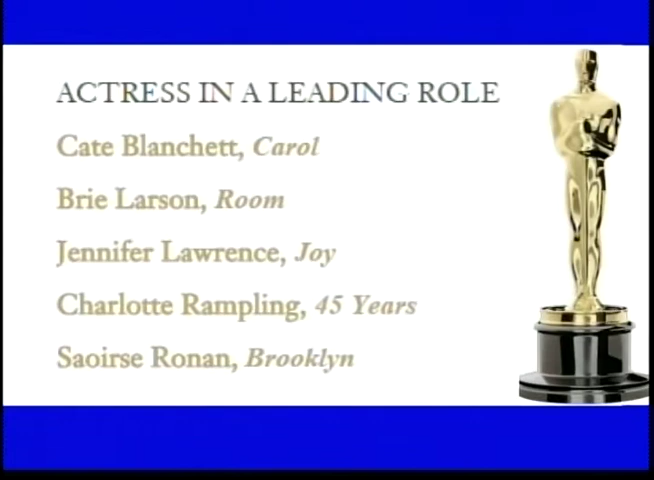 ACTRESS IN A LEADING ROLE
Cate Blanchett, Carol
Brie Larson, Room
Jennifer Lawrence, Joy
Charlotte Rampling, 45 Years
Saoirse Ronan, Brooklyn